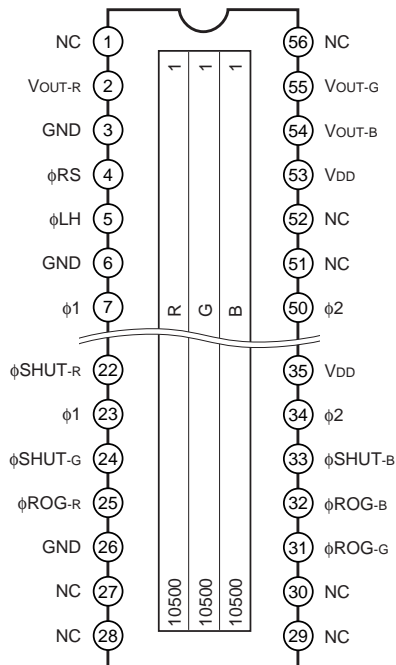 NC 1 56 NC
VOUT-R 2 1 1 1 55 VOUT-G
GND 3 54 VOUT-B
ϕRS 4 53 VDD
ϕLH 5 52 NC
GND 6 51 NC
ϕ1 7 R G B 50 ϕ2
ϕSHUT-R 22 35 VDD
ϕ1 23 34 ϕ2
ϕSHUT-G 24 33 ϕSHUT-B
ϕROG-R 25 32 ϕROG-B
GND 26 31 ϕROG-G
NC 27 10500 10500 10500 30 NC
NC 28 29 NC